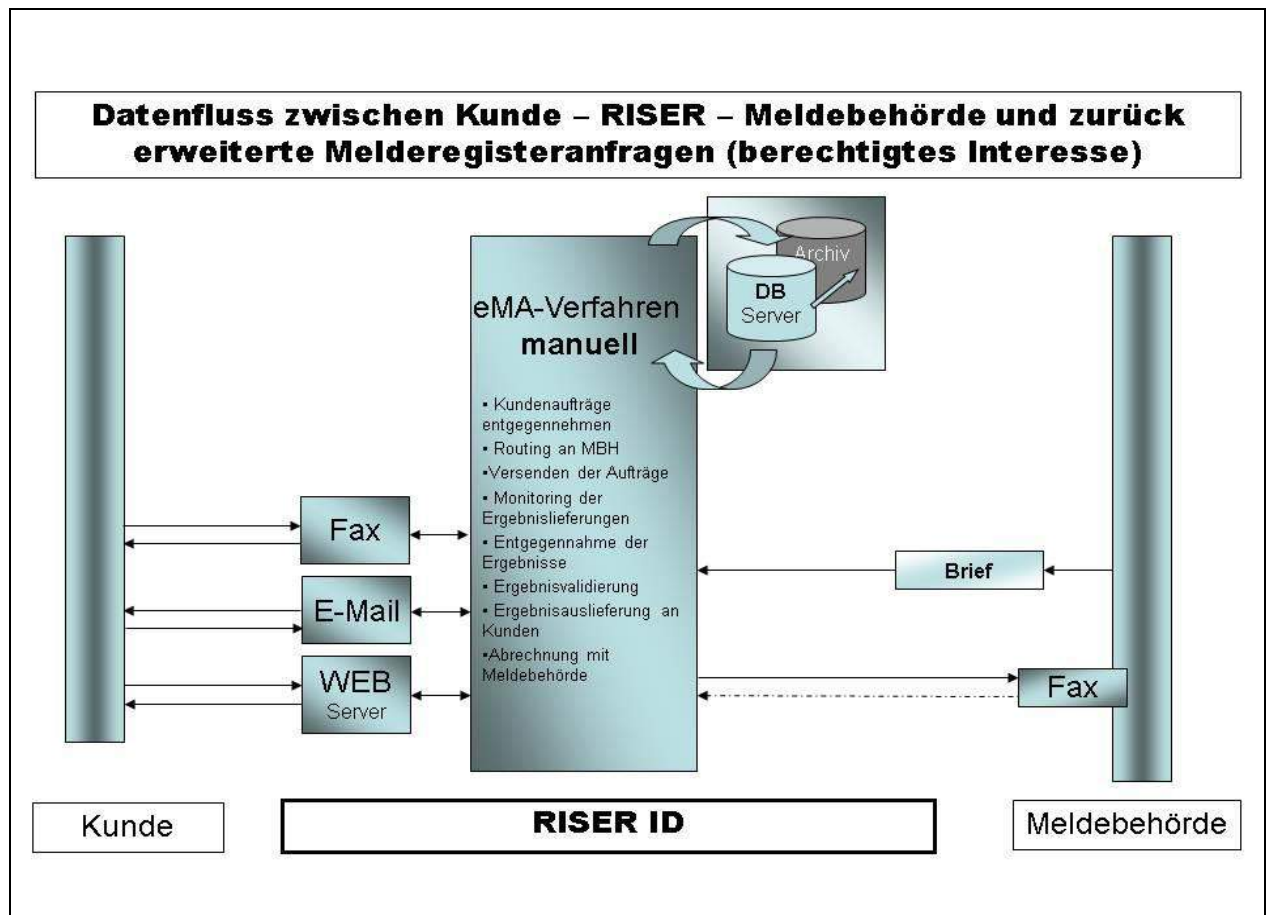 Datenfluss zwischen Kunde – RISER – Meldebehörde und zurück
erweiterte Melderegisteranfragen (berechtigtes Interesse)
Archiv
DB
Server
eMA-Verfahren
manuell
• Kundenaufträge
entgegennehmen
• Routing an MBH
•Versenden der Aufträge
• Monitoring der
Ergebnislieferungen
• Entgegennahme der
Ergebnisse
• Ergebnisvalidierung
• Ergebnisauslieferung an
Kunden
•Abrechnung mit
Meldebehörde
Fax
E-Mail
WEB
Server
Brief
Fax
Kunde
RISER ID
Meldebehörde